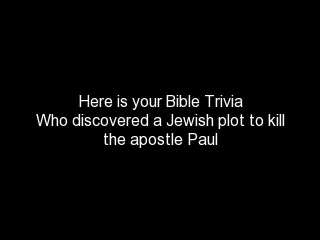 Here is your Bible Trivia
Who discovered a Jewish plot to kill
the apostle Paul